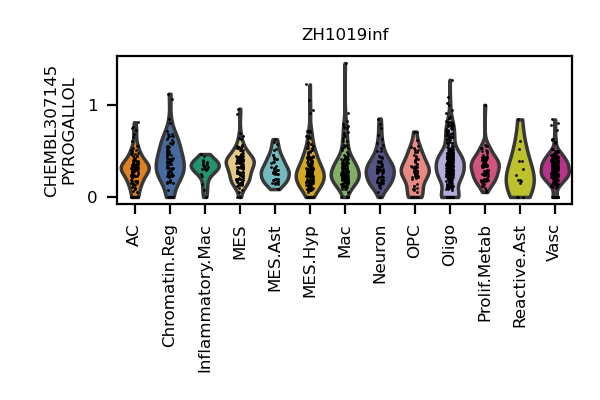 ZH1019inf
CHEMBL307145
PYROGALLOL
1
0
AC
Chromatin.Reg
Inflammatory.Mac
MES
MES.Ast
MES.Hyp
Mac
Neuron
OPC
Oligo
Prolif.Metab
Reactive.Ast
Vasc